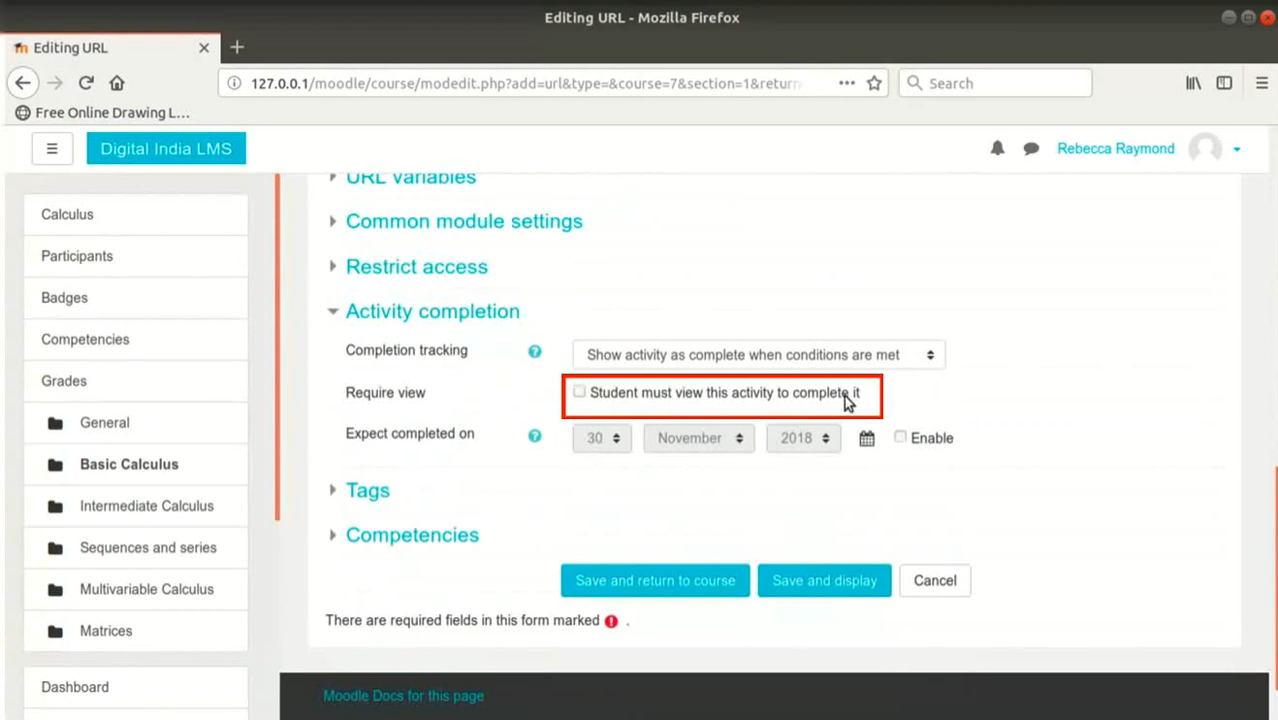 Editing URL - Mozilla Firefox
Editing URL
127.0.0.1/moodle/course/modedit.php?add=url&type=&course=7&section=1&return
Search
Free Online Drawing L...
Digital India LMS
Rebecca Raymond
Calculus
Participants
Badges
Competencies
Grades
General
Basic Calculus
Intermediate Calculus
Sequences and series
Multivariable Calculus
Matrices
Dashboard
URL Variables
Common module settings
Restrict access
Activity completion
Completion tracking
Show activity as complete when conditions are met
Require view
Student must view this activity to complete it
Expect completed on
30 November 2018 Enable
Tags
Competencies
Save and return to course Save and display Cancel
There are required fields in this form marked .
Moodle Docs for this page